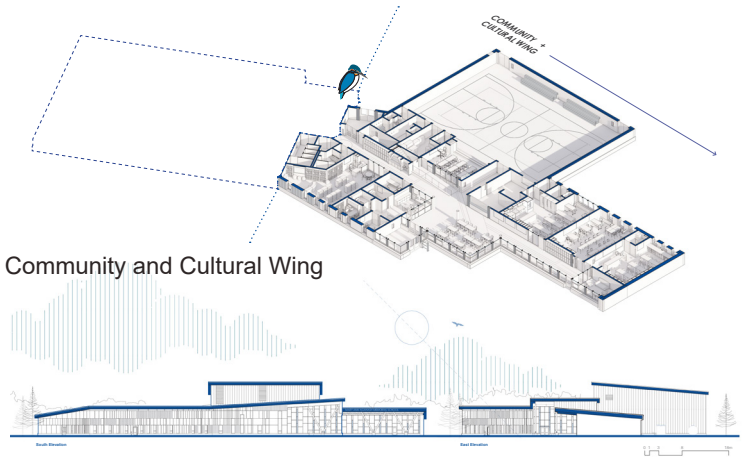 COMMUNITY +
CULTURAL WING
Community and Cultural Wing
South Elevation
East Elevation